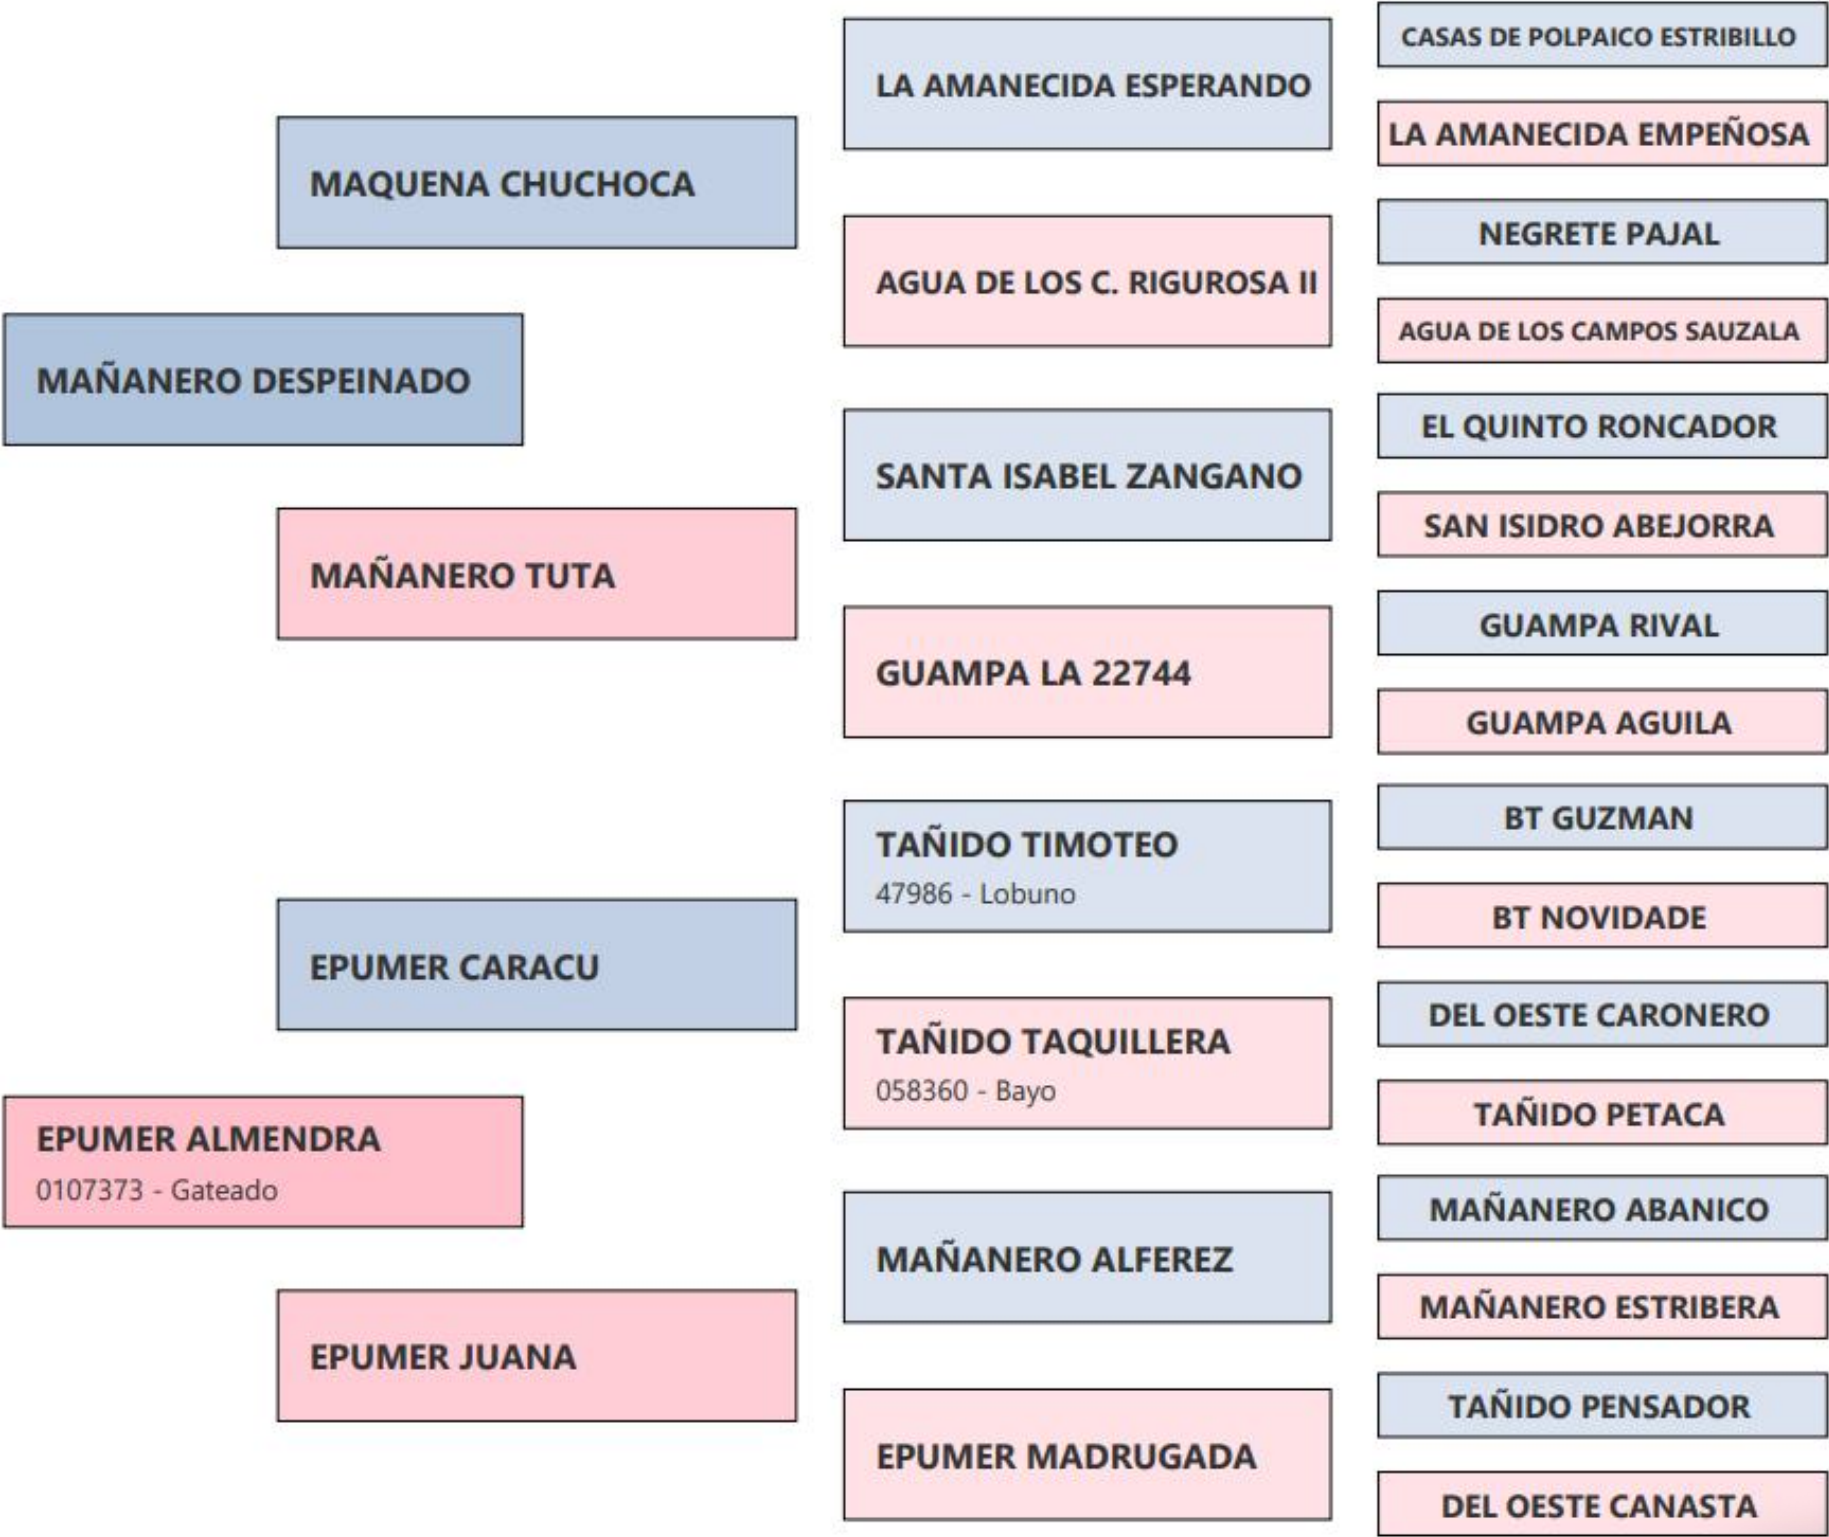 CASAS DE POLPAICO ESTRIBILLO
LA AMANECIDA ESPERANDO
LA AMANECIDA EMPEÑOSA
MAQUENA CHUCHOCA
NEGRETE PAJAL
AGUA DE LOS C. RIGUROSA II
AGUA DE LOS CAMPOS SAUZALA
MAÑANERO DESPEINADO
EL QUINTO RONCADOR
SANTA ISABEL ZANGANO
SAN ISIDRO ABEJORRA
MAÑANERO TUTA
GUAMPA RIVAL
GUAMPA LA 22744
GUAMPA AGUILA
BT GUZMAN
TAÑIDO TIMOTEO
47986 - Lobuno
BT NOVIDADE
EPUMER CARACU
DEL OESTE CARONERO
TAÑIDO TAQUILLERA
058360 - Bayo
TAÑIDO PETACA
EPUMER ALMENDRA
0107373 - Gateado
MAÑANERO ABANICO
MAÑANERO ALFEREZ
MAÑANERO ESTRIBERA
EPUMER JUANA
TAÑIDO PENSADOR
EPUMER MADRUGADA
DEL OESTE CANASTA